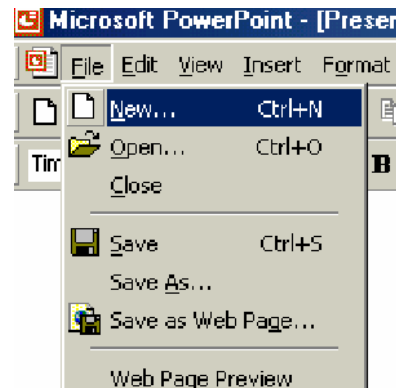 Microsoft PowerPoint - [Presen
File Edit View Insert Format
New... Ctrl+N
Open... Ctrl+O
Tim
B
Close
Save Ctrl+S
Save As...
Save as Web Page...
Web Page Preview